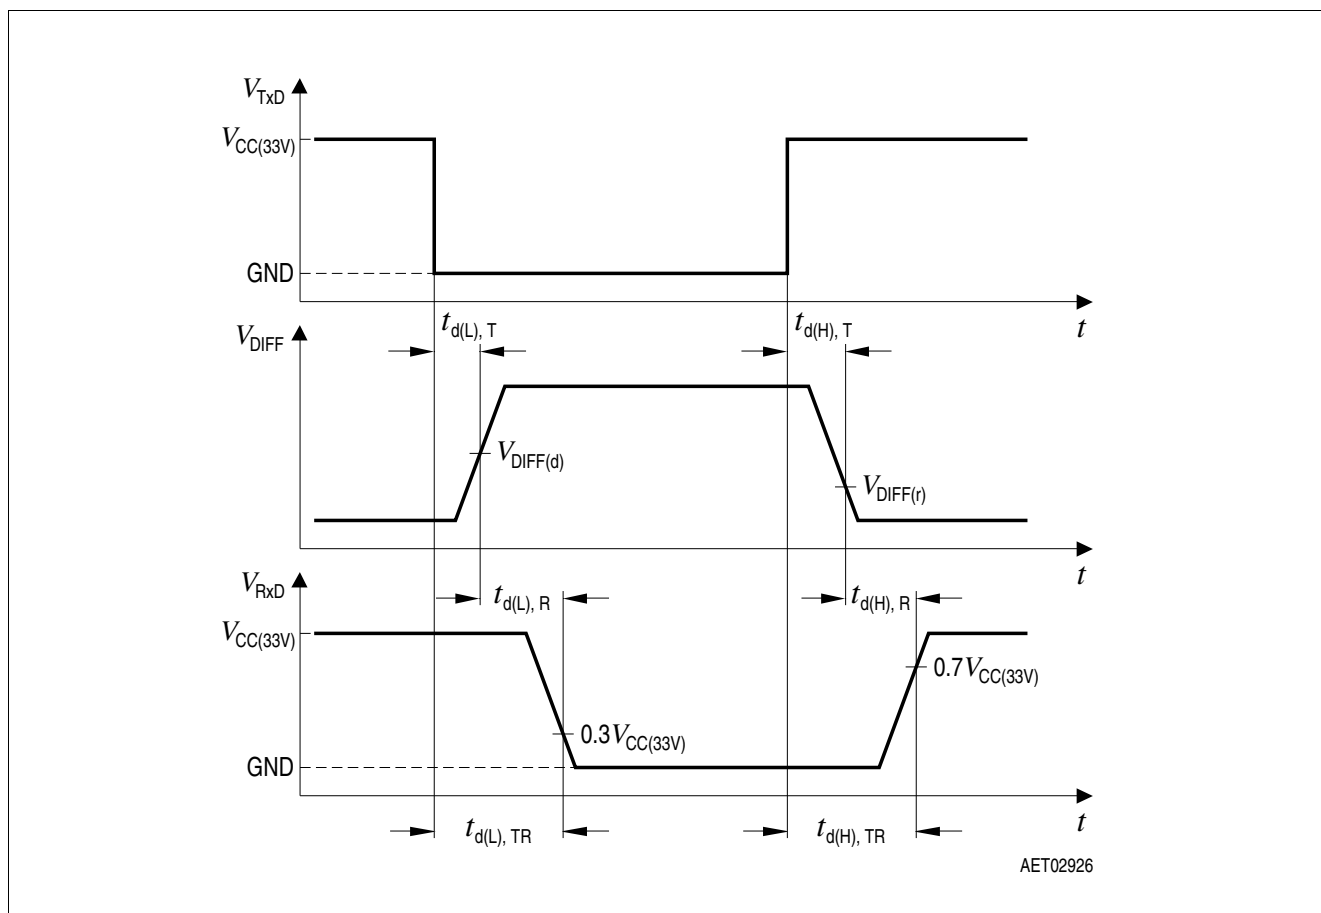 V_TxD
V_CC(33V)
GND
t
t_d(L), T
t_d(H), T
V_DIFF
V_DIFF(d)
V_DIFF(r)
t
V_RxD
t_d(L), R
t_d(H), R
V_CC(33V)
0.7V_CC(33V)
0.3V_CC(33V)
GND
t
t_d(L), TR
t_d(H), TR
AET02926